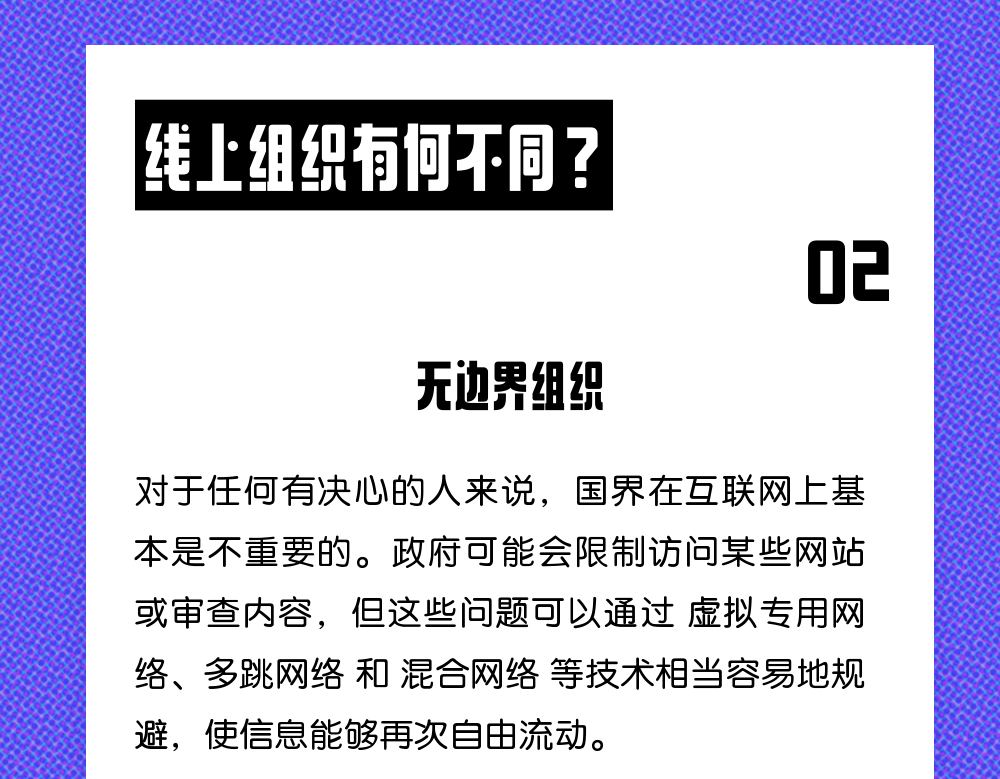 线上组织有何不同？
02
无边界组织
对于任何有决心的人来说，国界在互联网上基
本是不重要的。政府可能会限制访问某些网站
或审查内容，但这些问题可以通过 虚拟专用网
络、多跳网络 和 混合网络 等技术相当容易地规
避，使信息能够再次自由流动。